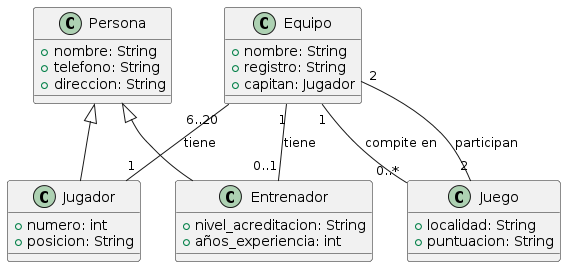 C Persona
+ nombre: String
+ telefono: String
+ direccion: String
C Equipo
+ nombre: String
+ registro: String
+ capitan: Jugador
6..20
tiene
1
1
tiene
0..1
1
compite en
0..*
2
participan
2
C Jugador
+ numero: int
+ posicion: String
C Entrenador
+ nivel_acreditacion: String
+ años_experiencia: int
C Juego
+ localidad: String
+ puntuacion: String